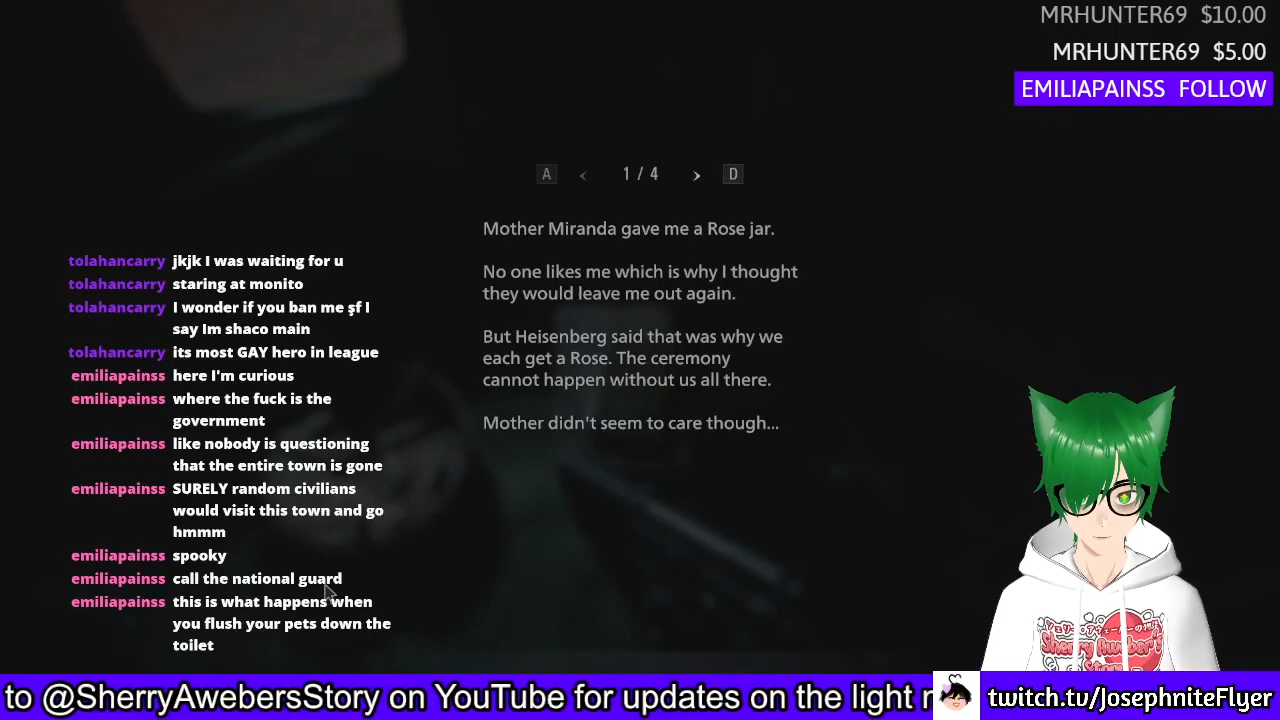 MRHUNTER69 $10.00
MRHUNTER69 $5.00
EMILIAPAINSS FOLLOW
A < 1 / 4 > D
Mother Miranda gave me a Rose jar.
No one likes me which is why I thought
they would leave me out again.
But Heisenberg said that was why we
each get a Rose. The ceremony
cannot happen without us all there.
Mother didn't seem to care though...
tolahancarry jkjk I was waiting for u
tolahancarry staring at monito
tolahancarry I wonder if you ban me şf I
say Im shaco main
tolahancarry its most GAY hero in league
emiliapainss here I'm curious
emiliapainss where the fuck is the
government
emiliapainss like nobody is questioning
that the entire town is gone
emiliapainss SURELY random civilians
would visit this town and go
hmmm
emiliapainss spooky
emiliapainss call the national guard
emiliapainss this is what happens when
you flush your pets down the
toilet
Sherry Aweber's
Story
to @SherryAwebersStory on YouTube for updates on the light
twitch.tv/JosephniteFlyer